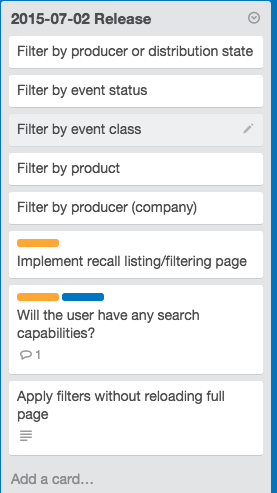 2015-07-02 Release
Filter by producer or distribution state
Filter by event status
Filter by event class
Filter by product
Filter by producer (company)
Implement recall listing/filtering page
Will the user have any search
capabilities?
1
Apply filters without reloading full
page
Add a card…